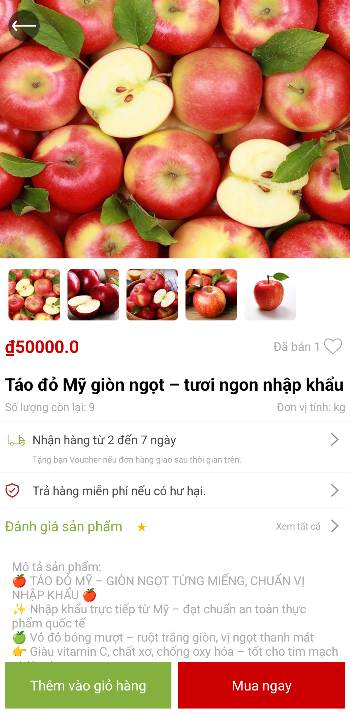 ₫50000.0
Đã bán 1
Táo đỏ Mỹ giòn ngọt – tươi ngon nhập khẩu
Số lượng còn lại: 9
Đơn vị tính: kg
Nhận hàng từ 2 đến 7 ngày
Tặng bạn Voucher nếu đơn hàng giao sau thời gian trên.
Trả hàng miễn phí nếu có hư hại.
Đánh giá sản phẩm ⭐
Xem tất cả
Mô tả sản phẩm:
🍎 TÁO ĐỎ MỸ – GIÒN NGỌT TỪNG MIẾNG, CHUẨN VỊ
NHẬP KHẨU 🍎
✨ Nhập khẩu trực tiếp từ Mỹ – đạt chuẩn an toàn thực
phẩm quốc tế
🍏 Vỏ đỏ bóng mượt – ruột trắng giòn, vị ngọt thanh mát
👉 Giàu vitamin C, chất xơ, chống oxy hóa – tốt cho tim mạch
Thêm vào giỏ hàng
Mua ngay